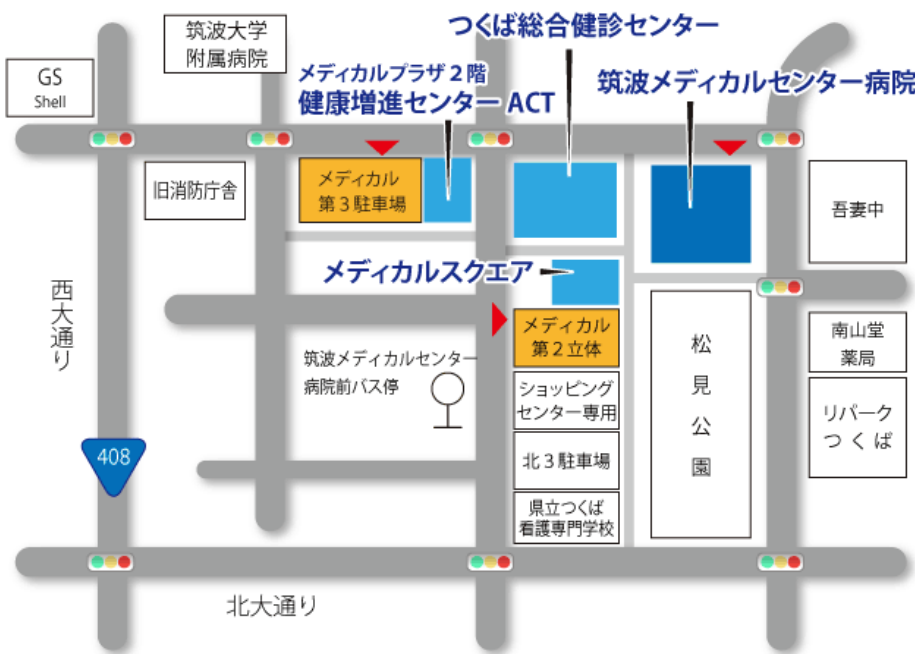 つくば総合健診センター
筑波大学
附属病院
GS
Shell
メディカルプラザ２階
健康増進センター ACT
筑波メディカルセンター病院
旧消防庁舎
メディカル
第３駐車場
吾妻中
メディカルスクエア
西大通り
メディカル
第２立体
松見公園
南山堂
薬局
筑波メディカルセンター
病院前バス停
ショッピング
センター専用
リパーク
つくば
408
北３駐車場
県立つくば
看護専門学校
北大通り